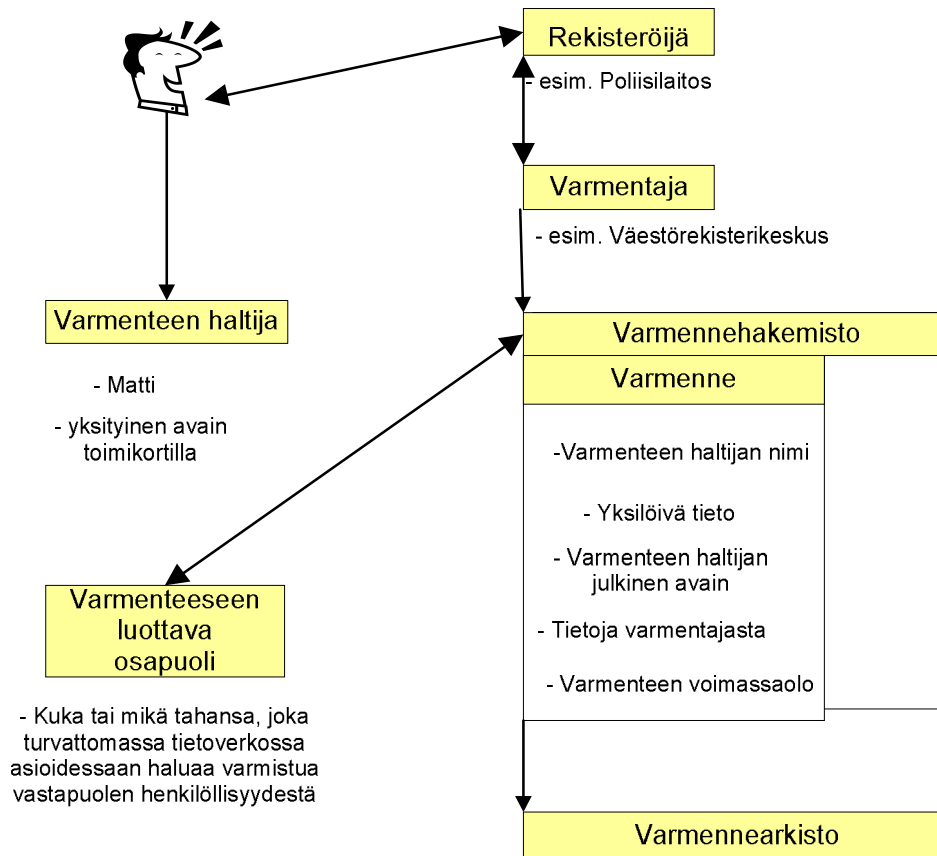 Rekisteröijä
- esim. Poliisilaitos
Varmentaja
- esim. Väestörekisterikeskus
Varmenteen haltija
- Matti
- yksityinen avain
toimikortilla
Varmennehakemisto
Varmenne
-Varmenteen haltijan nimi
- Yksilöivä tieto
- Varmenteen haltijan
julkinen avain
- Tietoja varmentajasta
- Varmenteen voimassaolo
Varmenteeseen
luottava
osapuoli
- Kuka tai mikä tahansa, joka
turvattomassa tietoverkossa
asioidessaan haluaa varmistua
vastapuolen henkilöllisyydestä
Varmennearkisto